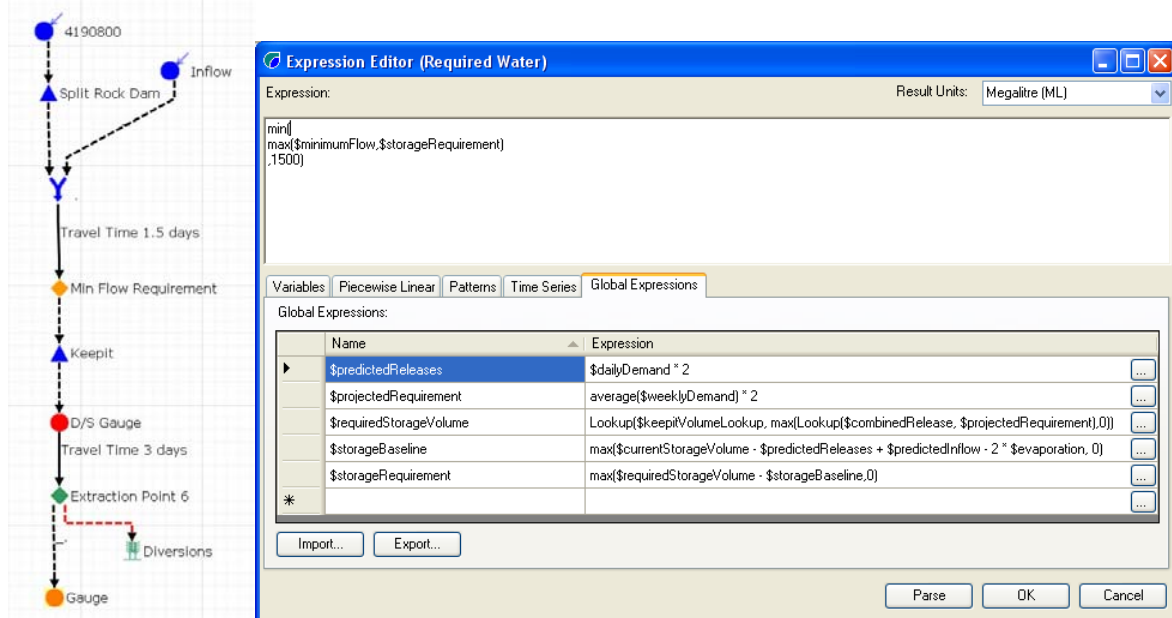 4190800
Inflow
Split Rock Dam
Travel Time 1.5 days
Min Flow Requirement
Keepit
D/S Gauge
Travel Time 3 days
Extraction Point 6
Diversions
Gauge
Expression Editor (Required Water)
Expression:
Result Units: Megalitre (ML)
min(
max($minimumFlow,$storageRequirement)
,1500)
Variables Piecewise Linear Patterns Time Series Global Expressions
Global Expressions:
Name Expression
$predictedReleases $dailyDemand * 2 ...
$projectedRequirement average($weeklyDemand) * 2 ...
$requiredStorageVolume Lookup($keepitVolumeLookup, max(Lookup($combinedRelease, $projectedRequirement),0)) ...
$storageBaseline max($currentStorageVolume - $predictedReleases + $predictedInflow - 2 * $evaporation, 0) ...
$storageRequirement max($requiredStorageVolume - $storageBaseline,0) ...
* ...
Import... Export...
Parse OK Cancel